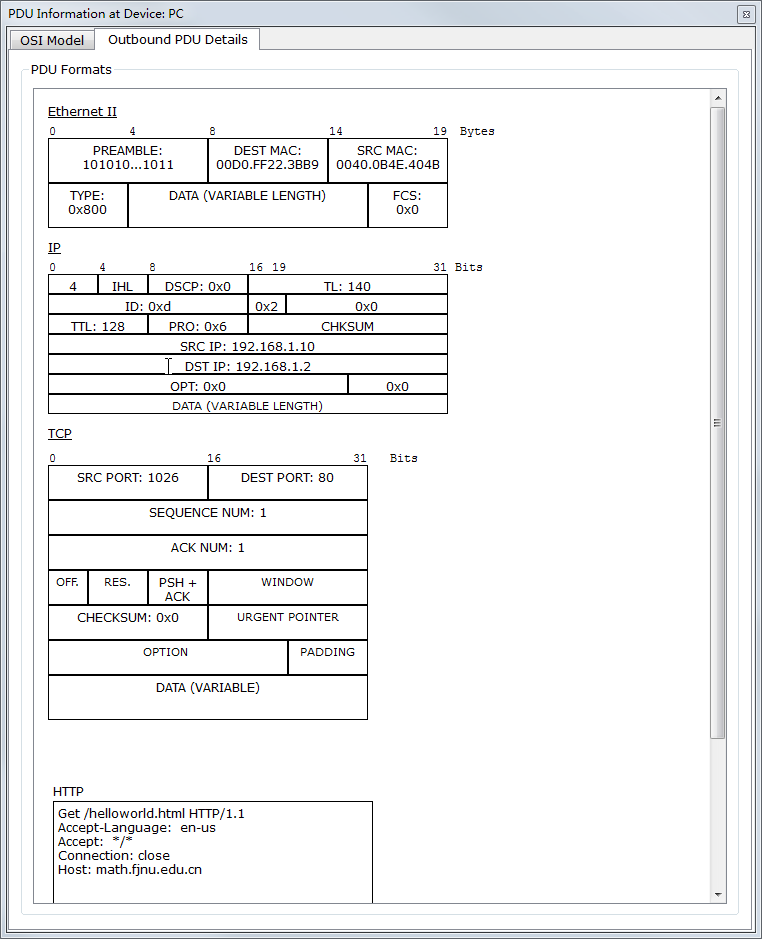 PDU Information at Device: PC
OSI Model Outbound PDU Details
PDU Formats
Ethernet II
0 4 8 14 19 Bytes
PREAMBLE: DEST MAC: SRC MAC:
101010...1011 00D0.FF22.3BB9 0040.0B4E.404B
TYPE: DATA (VARIABLE LENGTH) FCS:
0x800 0x0
IP
0 4 8 16 19 31 Bits
4 IHL DSCP: 0x0 TL: 140
ID: 0xd 0x2 0x0
TTL: 128 PRO: 0x6 CHKSUM
SRC IP: 192.168.1.10
DST IP: 192.168.1.2
OPT: 0x0 0x0
DATA (VARIABLE LENGTH)
TCP
0 16 31 Bits
SRC PORT: 1026 DEST PORT: 80
SEQUENCE NUM: 1
ACK NUM: 1
OFF. RES. PSH + WINDOW
ACK
CHECKSUM: 0x0 URGENT POINTER
OPTION PADDING
DATA (VARIABLE)
HTTP
Get /helloworld.html HTTP/1.1
Accept-Language: en-us
Accept: */*
Connection: close
Host: math.fjnu.edu.cn